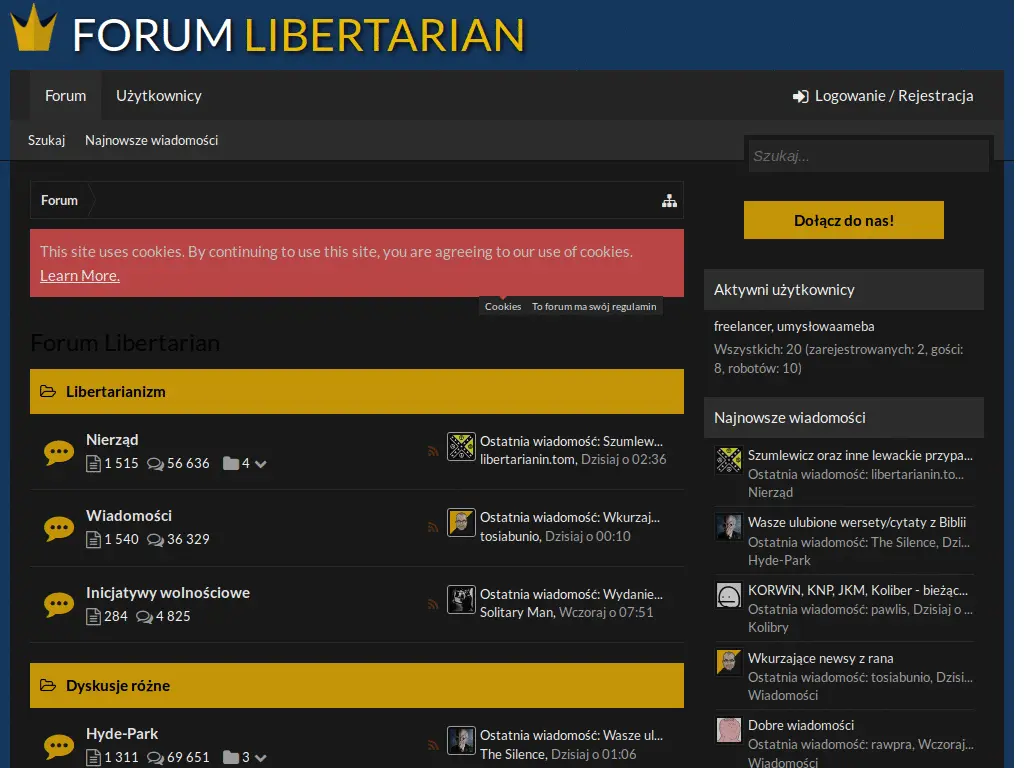 FORUM LIBERTARIAN
Forum
Użytkownicy
Logowanie / Rejestracja
Szukaj
Najnowsze wiadomości
Szukaj...
Forum
Dołącz do nas!
This site uses cookies. By continuing to use this site, you are agreeing to our use of cookies.
Learn More.
Cookies
To forum ma swój regulamin
Forum Libertarian
Libertarianizm
Nierząd
1 515
56 636
4
Ostatnia wiadomość: Szumlew...
libertarianin.tom, Dzisiaj o 02:36
Wiadomości
1 540
36 329
Ostatnia wiadomość: Wkurzaj...
tosiabunio, Dzisiaj o 00:10
Inicjatywy wolnościowe
284
4 825
Ostatnia wiadomość: Wydanie...
Solitary Man, Wczoraj o 07:51
Dyskusje różne
Hyde-Park
1 311
69 651
3
Ostatnia wiadomość: Wasze ul...
The Silence, Dzisiaj o 01:06
Aktywni użytkownicy
freelancer, umysłowaameba
Wszystkich: 20 (zarejestrowanych: 2, gości:
8, robotów: 10)
Najnowsze wiadomości
Szumlewicz oraz inne lewackie przypa...
Ostatnia wiadomość: libertarianin.to...
Nierząd
Wasze ulubione wersety/cytaty z Biblii
Ostatnia wiadomość: The Silence, Dzi...
Hyde-Park
KORWiN, KNP, JKM, Koliber - bieżąc...
Ostatnia wiadomość: pawlis, Dzisiaj o ...
Kolibry
Wkurzające newsy z rana
Ostatnia wiadomość: tosiabunio, Dzisi...
Wiadomości
Dobre wiadomości
Ostatnia wiadomość: rawpra, Wczoraj...
Wiadomości